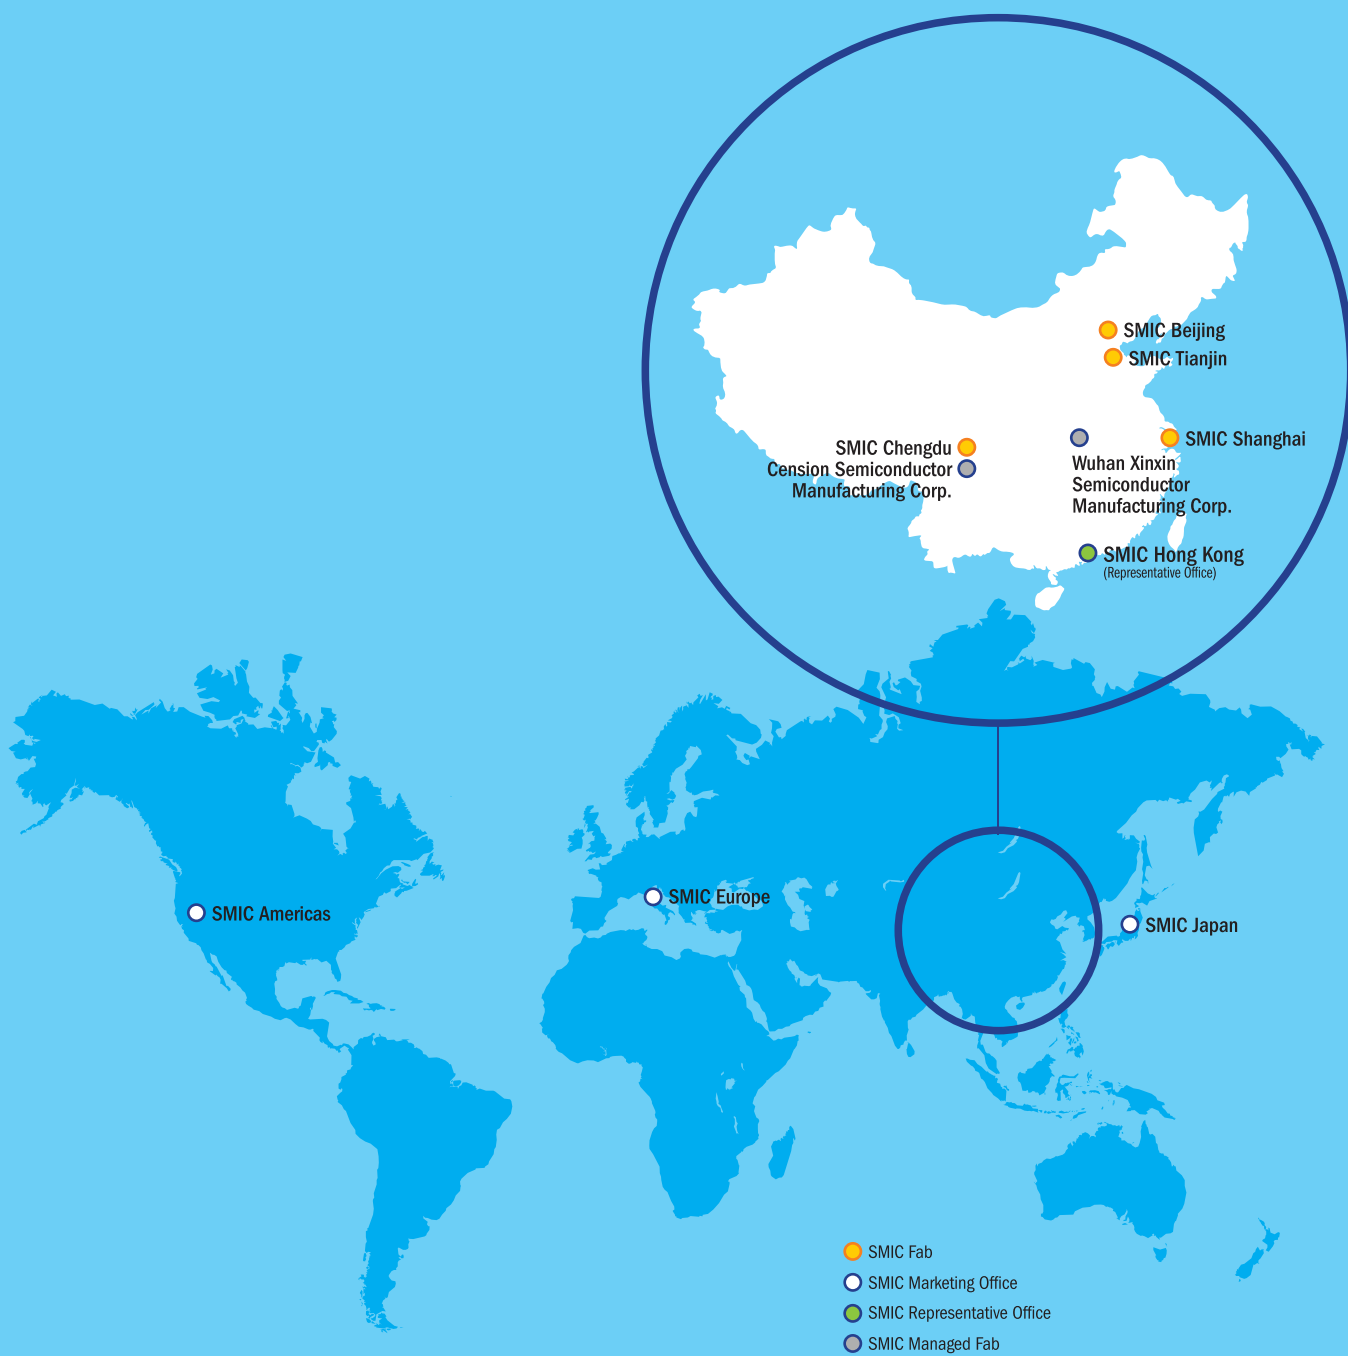 SMIC Beijing
SMIC Tianjin
SMIC Shanghai
SMIC Chengdu
Cension Semiconductor
Manufacturing Corp.
Wuhan Xinxin
Semiconductor
Manufacturing Corp.
SMIC Hong Kong
(Representative Office)
SMIC Americas
SMIC Europe
SMIC Japan
SMIC Fab
SMIC Marketing Office
SMIC Representative Office
SMIC Managed Fab